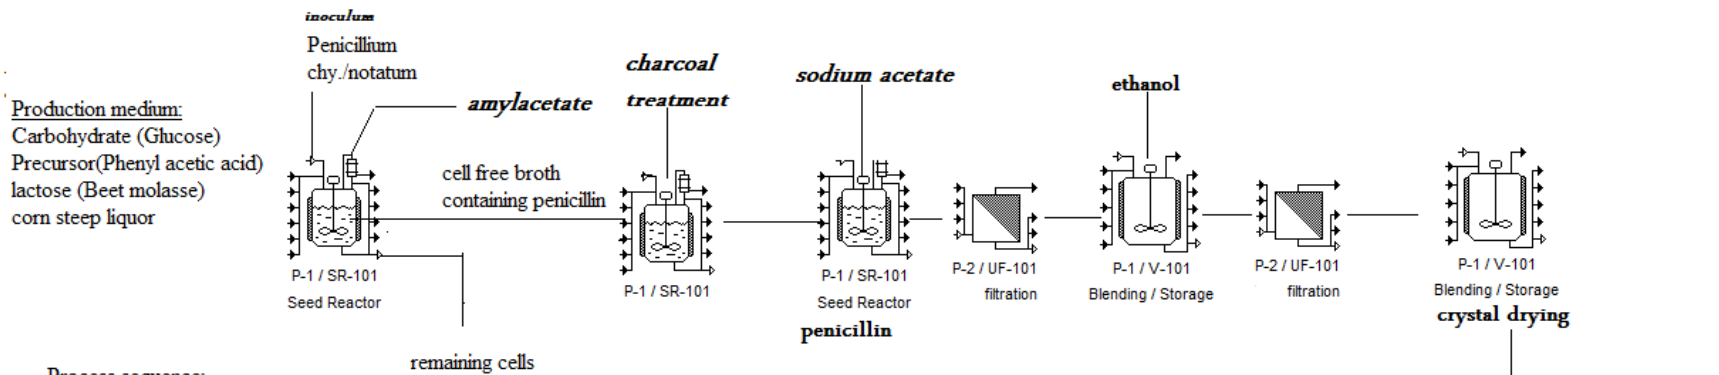 inoculum
Penicillium
chy./notatum
Production medium:
Carbohydrate (Glucose)
Precursor(Phenyl acetic acid)
lactose (Beet molasse)
corn steep liquor
amylacetate
charcoal
treatment
sodium acetate
ethanol
cell free broth
containing penicillin
P-1 / SR-101
Seed Reactor
P-1 / SR-101
P-1 / SR-101
Seed Reactor
penicillin
P-2 / UF-101
filtration
P-1 / V-101
Blending / Storage
P-2 / UF-101
filtration
P-1 / V-101
Blending / Storage
crystal drying
remaining cells
Process sequence: